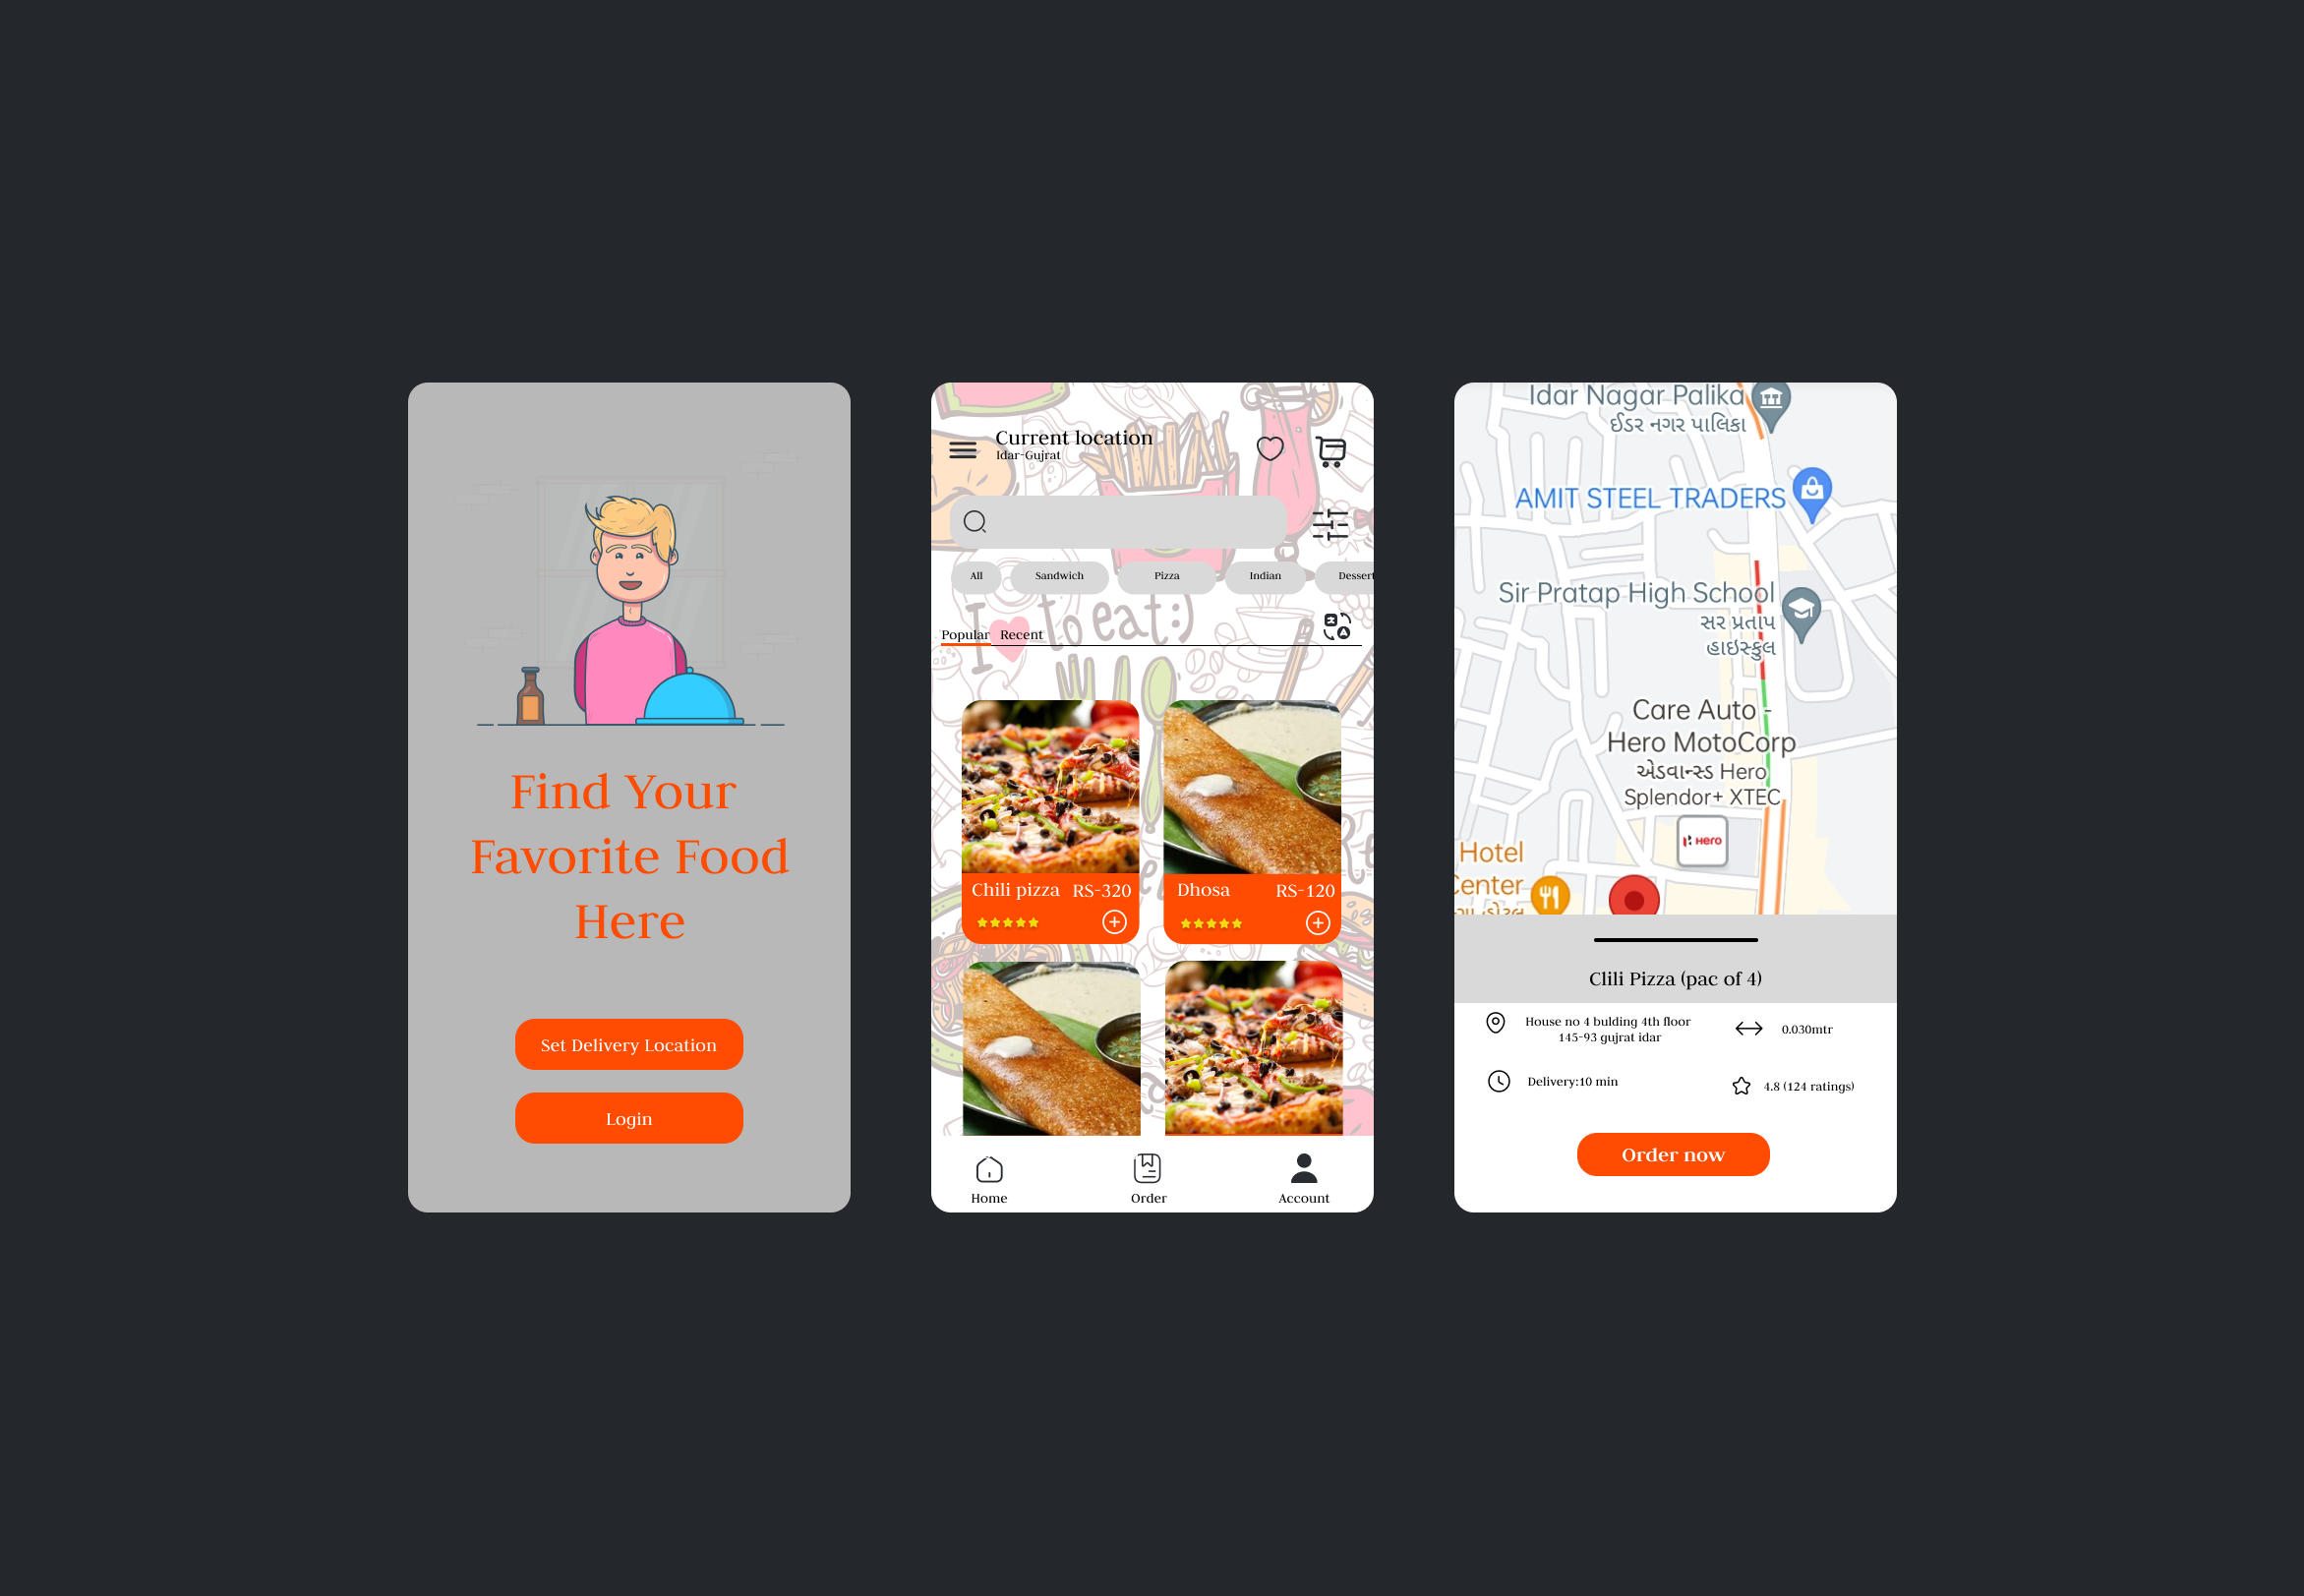 Find Your
Favorite Food
Here
Set Delivery Location
Login
Current location
Idar-Gujrat
All
Sandwich
Pizza
Indian
Dessert
I to eat:)
Popular
Recent
Chili pizza RS-320
Dhosa RS-120
Home
Order
Account
Idar Nagar Palika
ઈડર નગર પાલિકા
AMIT STEEL TRADERS
Sir Pratap High School
સર પ્રતાપ
હાઇસ્કુલ
Care Auto -
Hero MotoCorp
એડવાન્સ્ડ Hero
Splendor+ XTEC
Hero
Hotel
Center
Clili Pizza (pac of 4)
House no 4 bulding 4th floor
145-93 gujrat idar
0.030mtr
Delivery:10 min
4.8 (124 ratings)
Order now